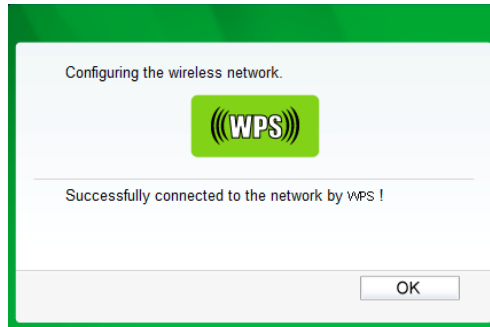 Configuring the wireless network.
(((WPS)))
Successfully connected to the network by WPS !
OK